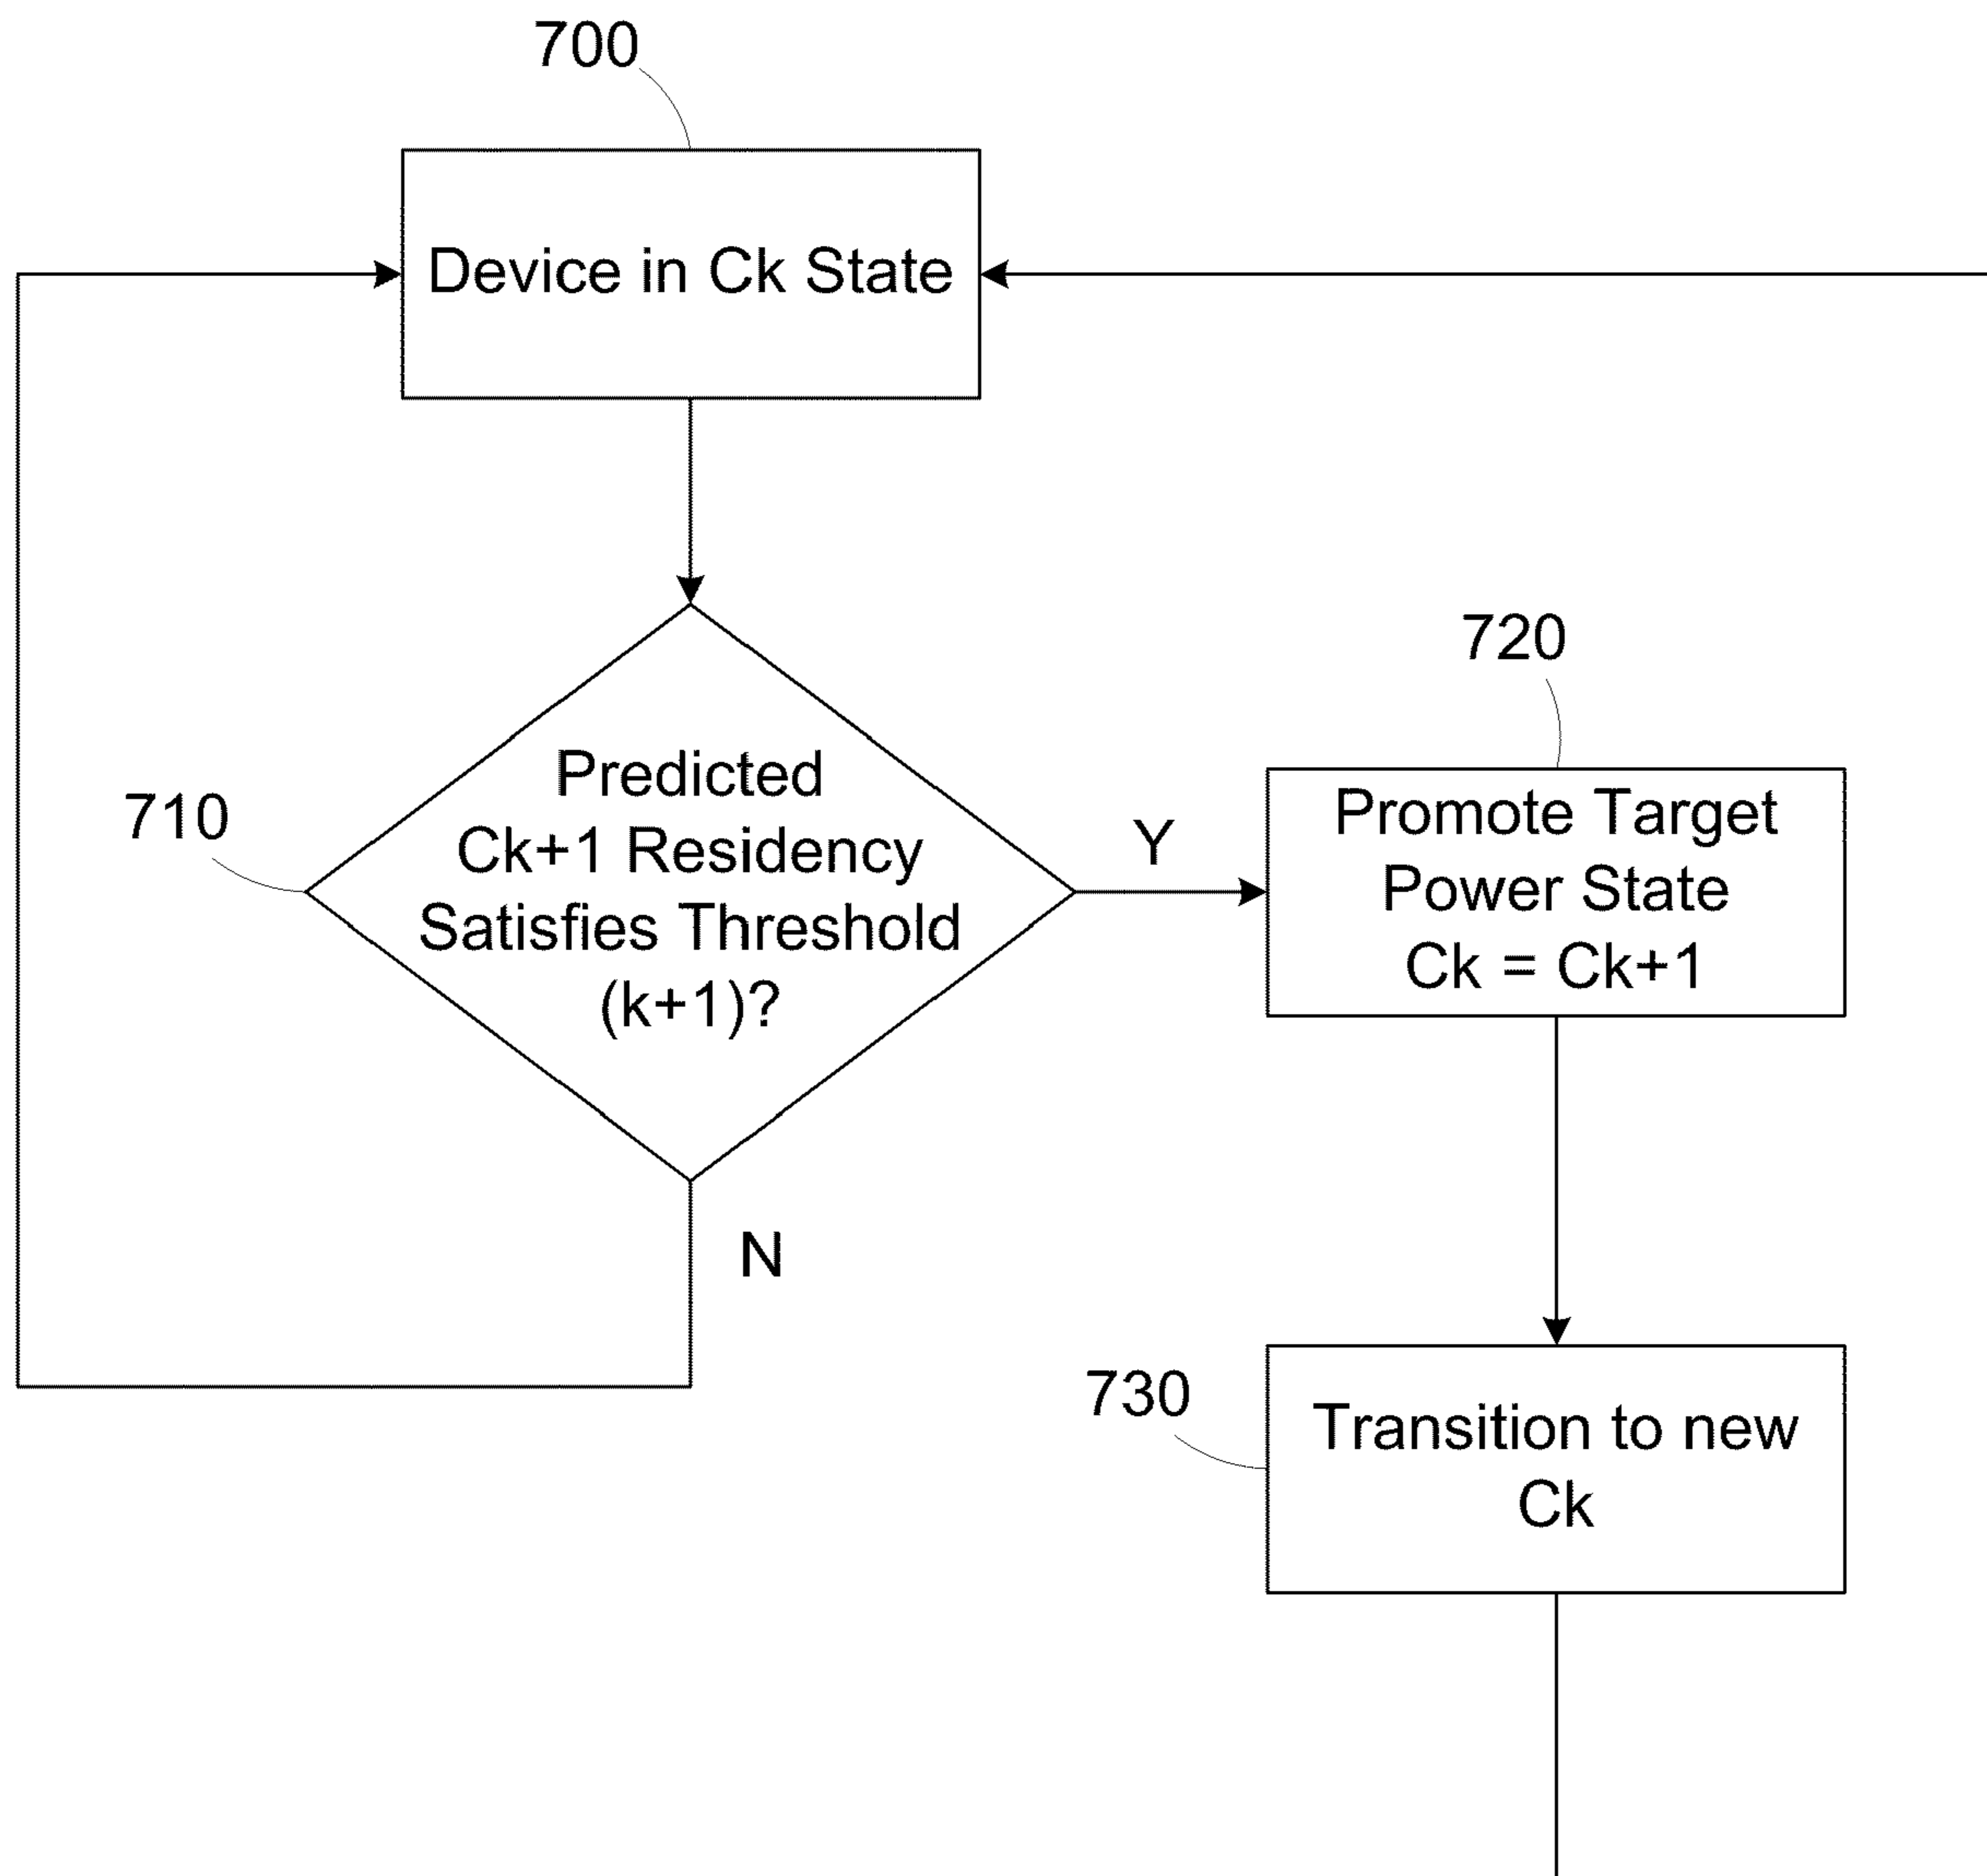 700
Device in Ck State
710
Predicted
Ck+1 Residency
Satisfies Threshold
(k+1)?
Y
N
720
Promote Target
Power State
Ck = Ck+1
730
Transition to new
Ck